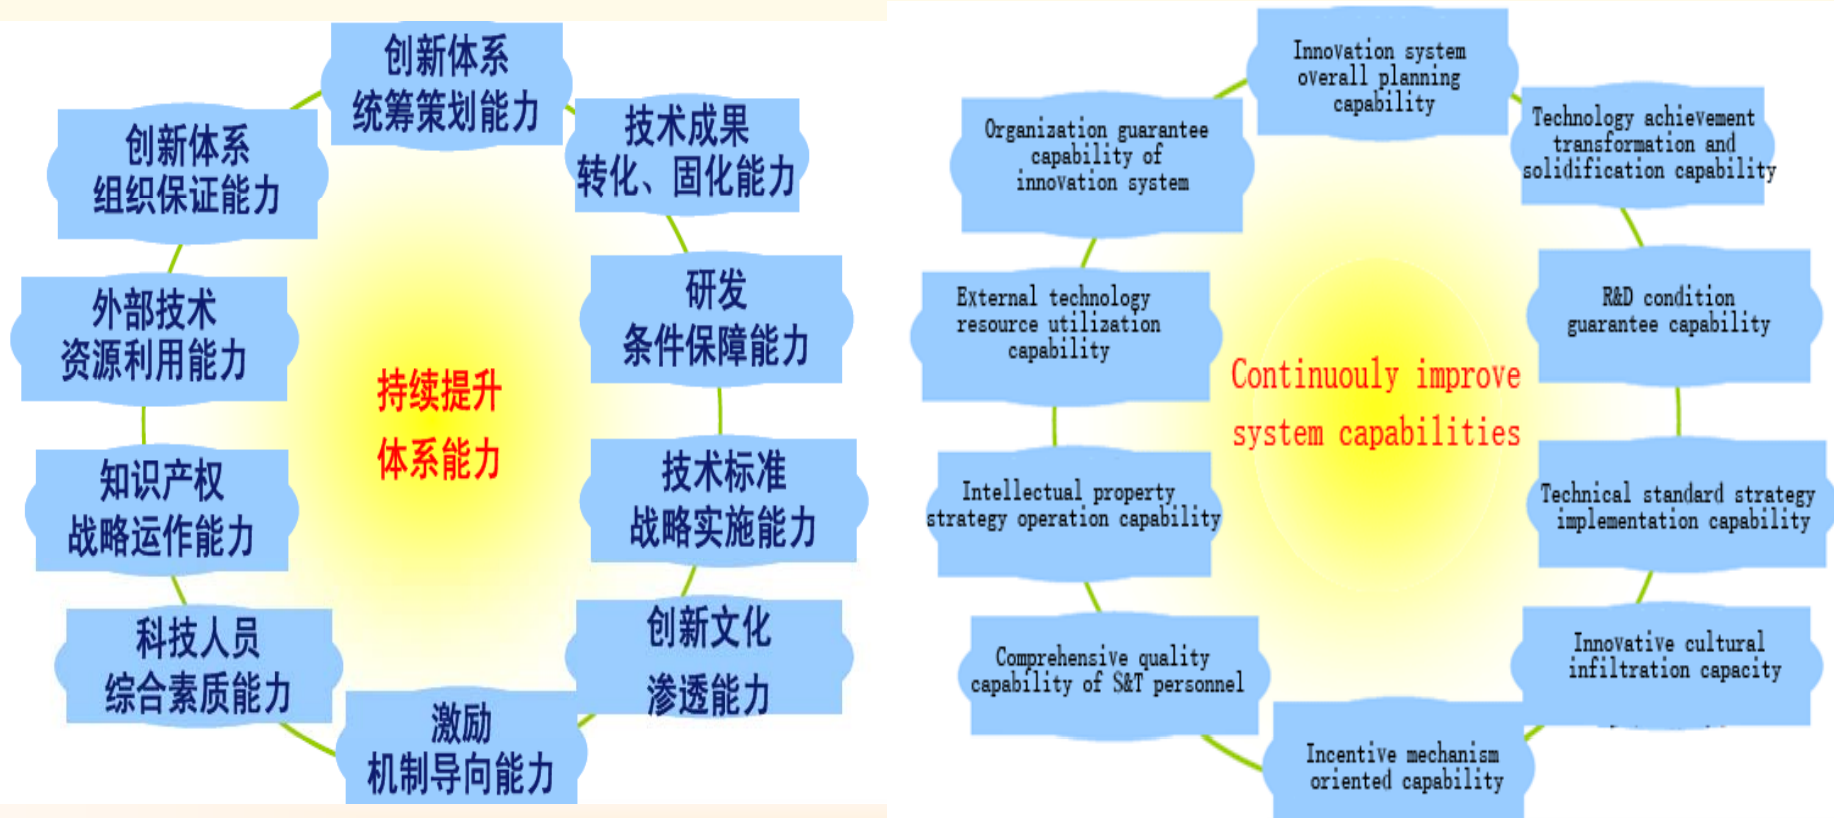 创新体系
统筹策划能力
技术成果
转化、固化能力
研发
条件保障能力
技术标准
战略实施能力
创新文化
渗透能力
激励
机制导向能力
科技人员
综合素质能力
知识产权
战略运作能力
外部技术
资源利用能力
创新体系
组织保证能力
持续提升
体系能力
Innovation system
overall planning
capability
Technology achievement
transformation and
solidification capability
R&D condition
guarantee capability
Technical standard strategy
implementation capability
Innovative cultural
infiltration capacity
Incentive mechanism
oriented capability
Comprehensive quality
capability of S&T personnel
Intellectual property
strategy operation capability
External technology
resource utilization
capability
Organization guarantee
capability of
innovation system
Continuouly improve
system capabilities